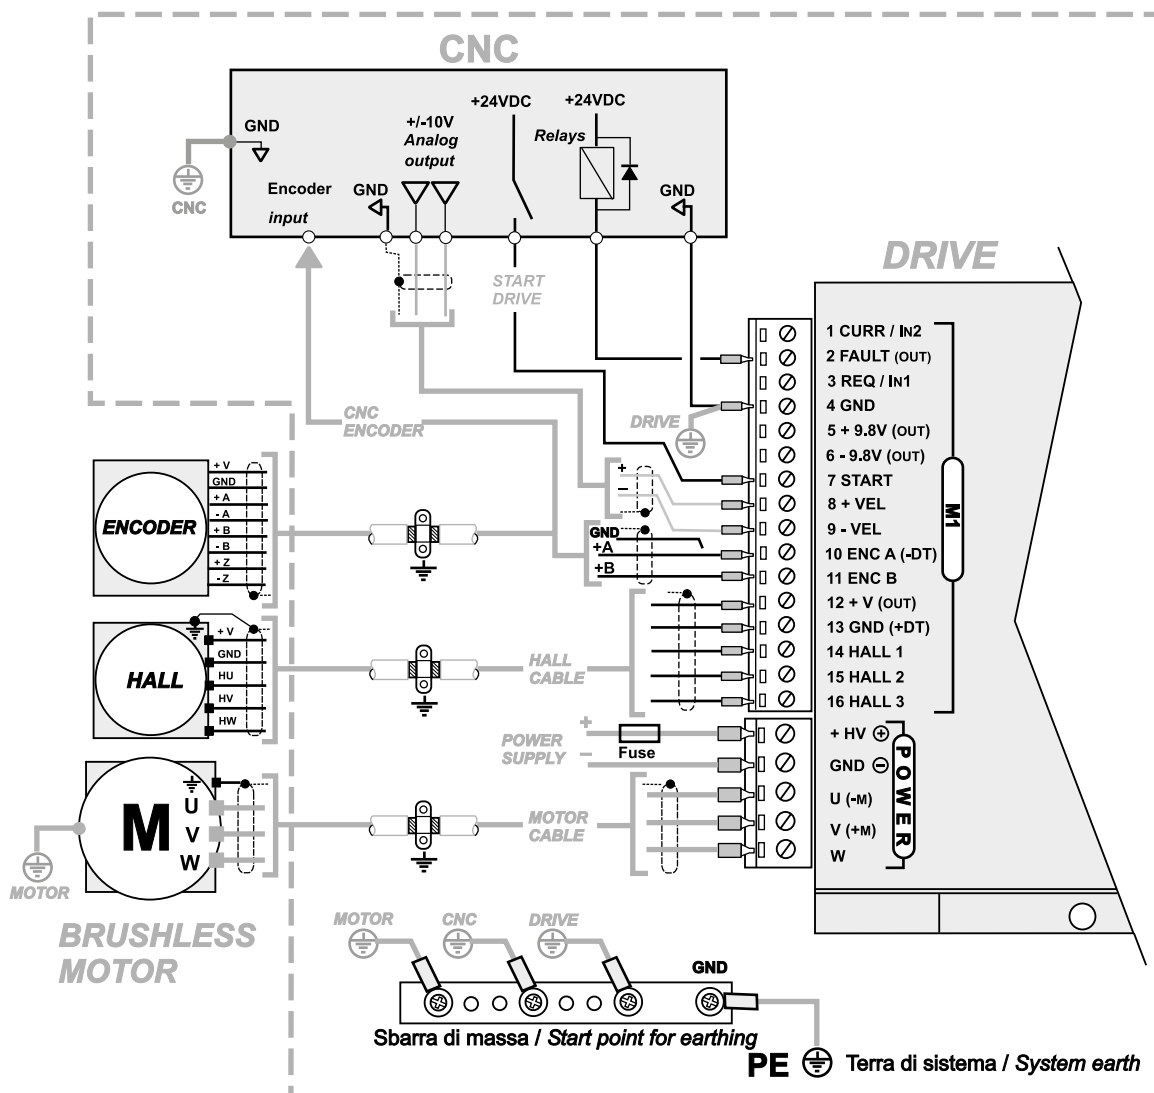 CNC
+24VDC
+24VDC
+/-10V
Analog
output
Relays
GND
Encoder
input
GND
GND
CNC
START
DRIVE
DRIVE
1 CURR / IN2
2 FAULT (OUT)
3 REQ / IN1
4 GND
5 + 9.8V (OUT)
6 - 9.8V (OUT)
7 START
8 + VEL
9 - VEL
10 ENC A (-DT)
11 ENC B
12 + V (OUT)
13 GND (+DT)
14 HALL 1
15 HALL 2
16 HALL 3
M1
CNC
ENCODER
DRIVE
+
-
GND
+A
+B
ENCODER
+ V
GND
+ A
- A
+ B
- B
+ Z
- Z
HALL
+ V
GND
HU
HV
HW
HALL
CABLE
POWER
SUPPLY
+
-
Fuse
+ HV
GND
U (-M)
V (+M)
W
POWER
M
U
V
W
MOTOR
CABLE
MOTOR
BRUSHLESS
MOTOR
MOTOR
CNC
DRIVE
GND
Sbarra di massa / Start point for earthing
PE
Terra di sistema / System earth